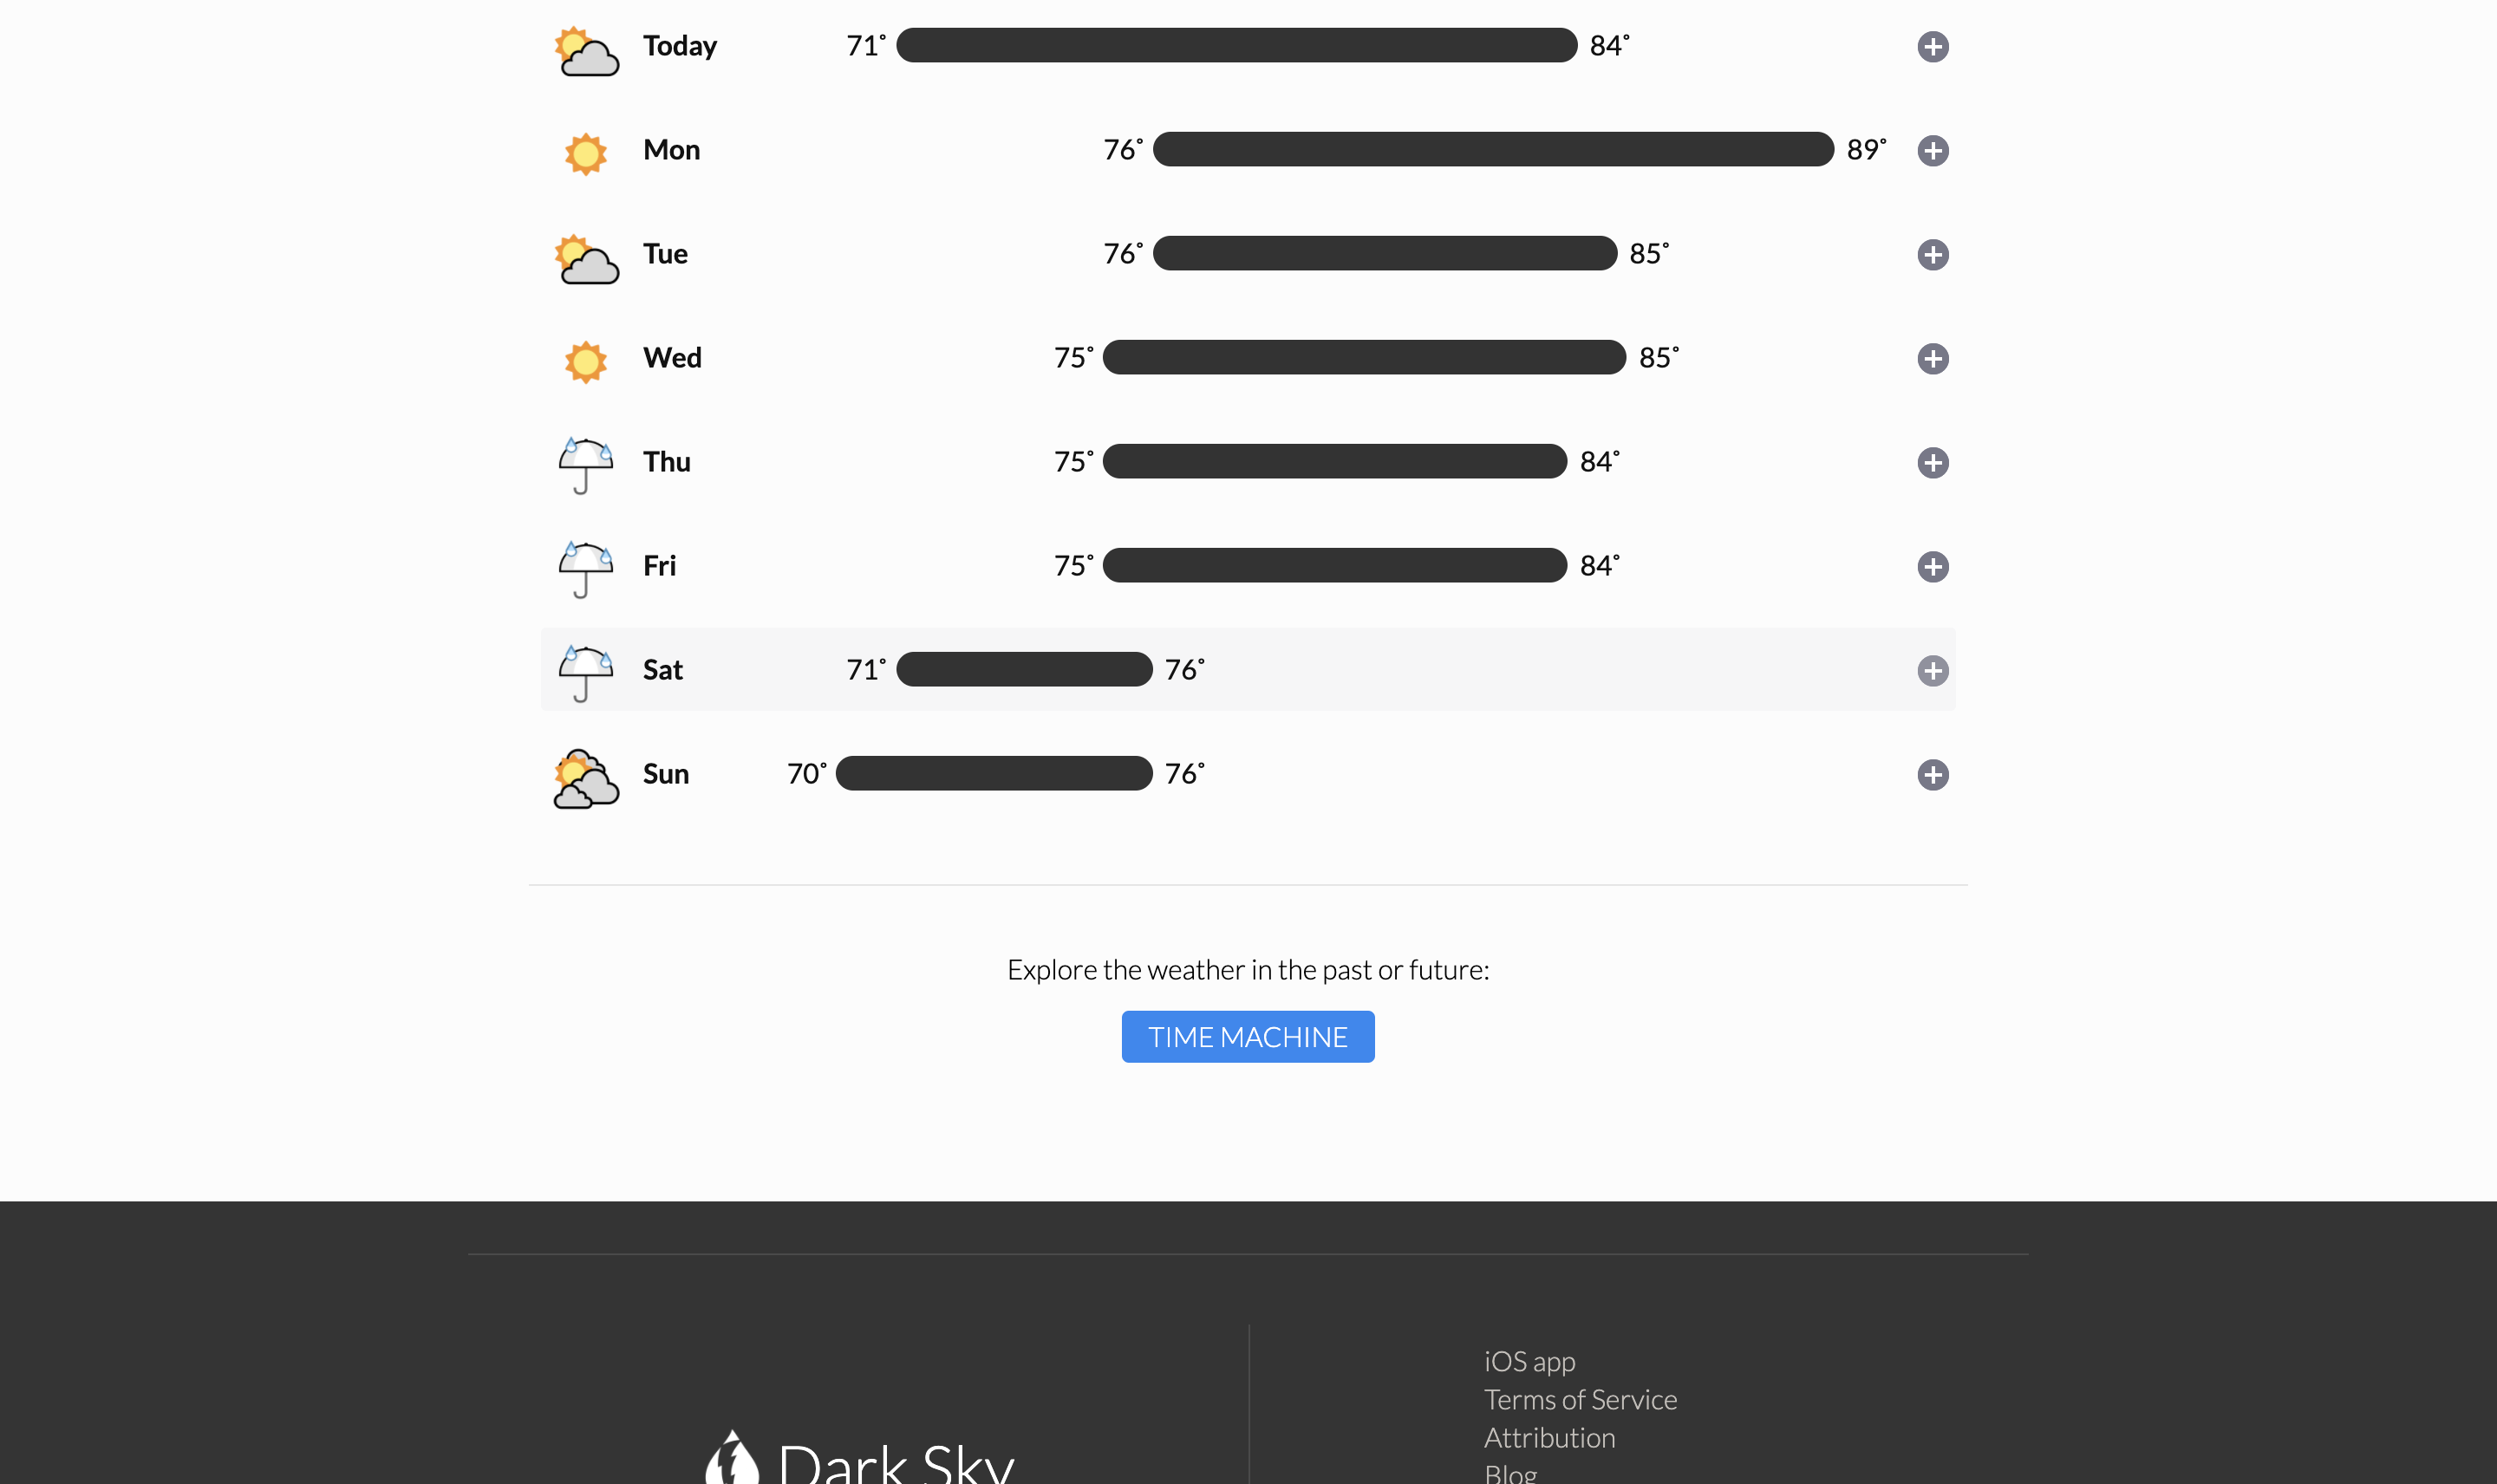 Today 71° 84°
Mon 76° 89°
Tue 76° 85°
Wed 75° 85°
Thu 75° 84°
Fri 75° 84°
Sat 71° 76°
Sun 70° 76°
Explore the weather in the past or future:
TIME MACHINE
iOS app
Terms of Service
Attribution
Blog
Dark Sky